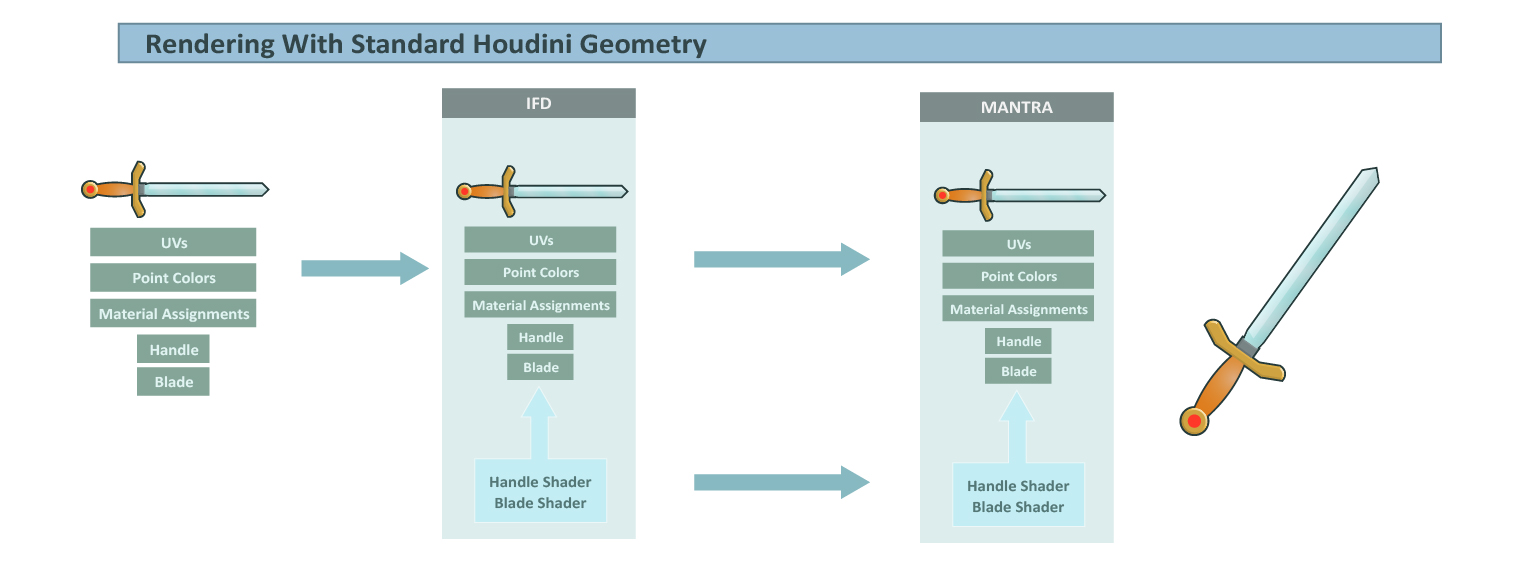 Rendering With Standard Houdini Geometry
UVs
Point Colors
Material Assignments
Handle
Blade
IFD
UVs
Point Colors
Material Assignments
Handle
Blade
Handle Shader
Blade Shader
MANTRA
UVs
Point Colors
Material Assignments
Handle
Blade
Handle Shader
Blade Shader